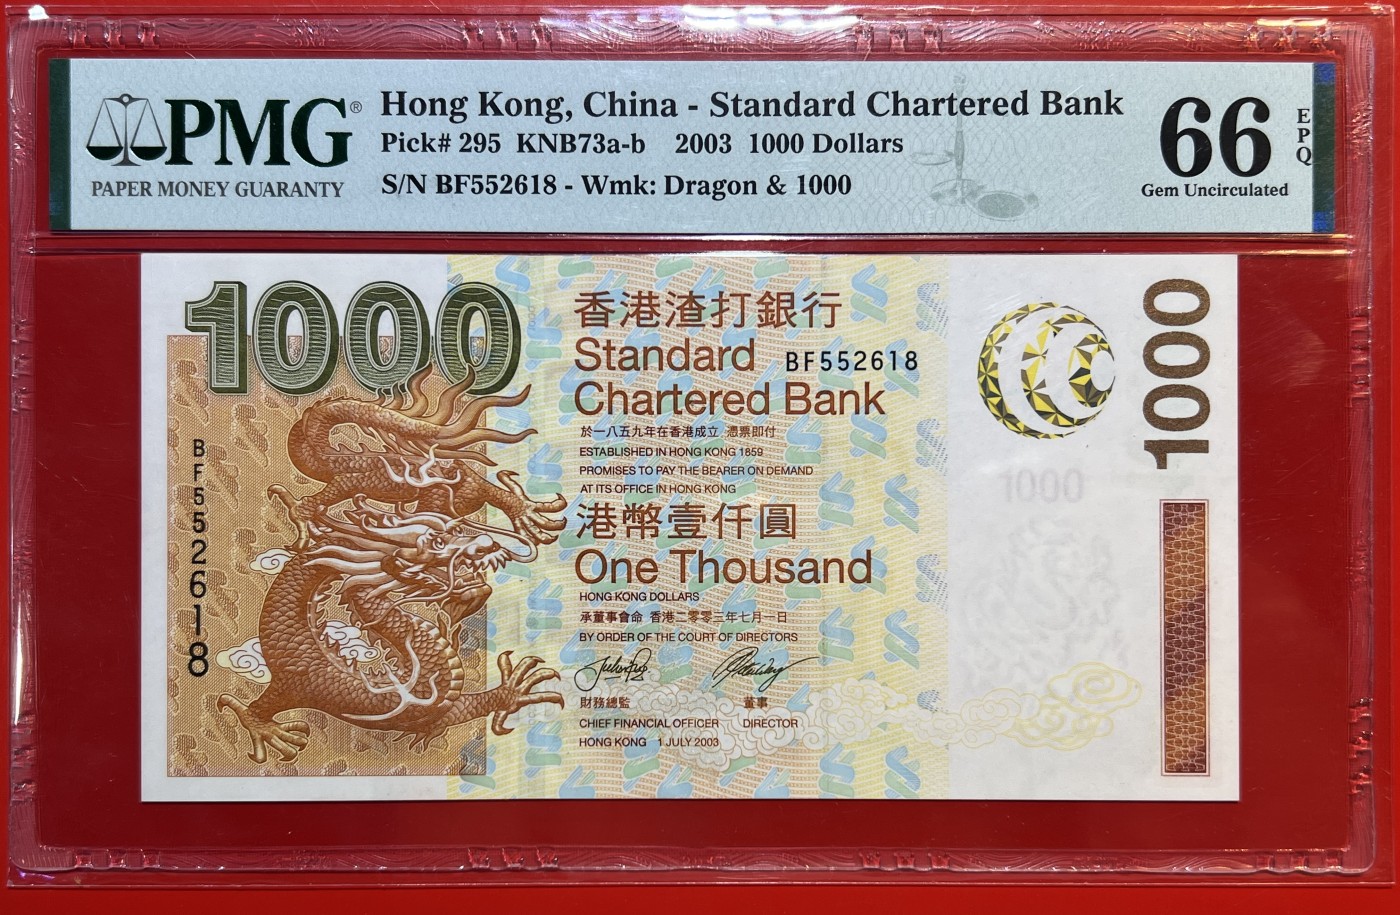 PMG®
PAPER MONEY GUARANTY
Hong Kong, China - Standard Chartered Bank
Pick# 295 KNB73a-b 2003 1000 Dollars
S/N BF552618 - Wmk: Dragon & 1000
66
EPQ
Gem Uncirculated
1000
香港渣打銀行
Standard
BF552618
Chartered Bank
於一八五九年在香港成立 憑票即付
ESTABLISHED IN HONG KONG 1859
PROMISES TO PAY THE BEARER ON DEMAND
AT ITS OFFICE IN HONG KONG
港幣壹仟圓
One Thousand
HONG KONG DOLLARS
承董事會命 香港二零零三年七月一日
BY ORDER OF THE COURT OF DIRECTORS
財務總監 董事
CHIEF FINANCIAL OFFICER DIRECTOR
HONG KONG 1 JULY 2003
BF552618
1000
1000